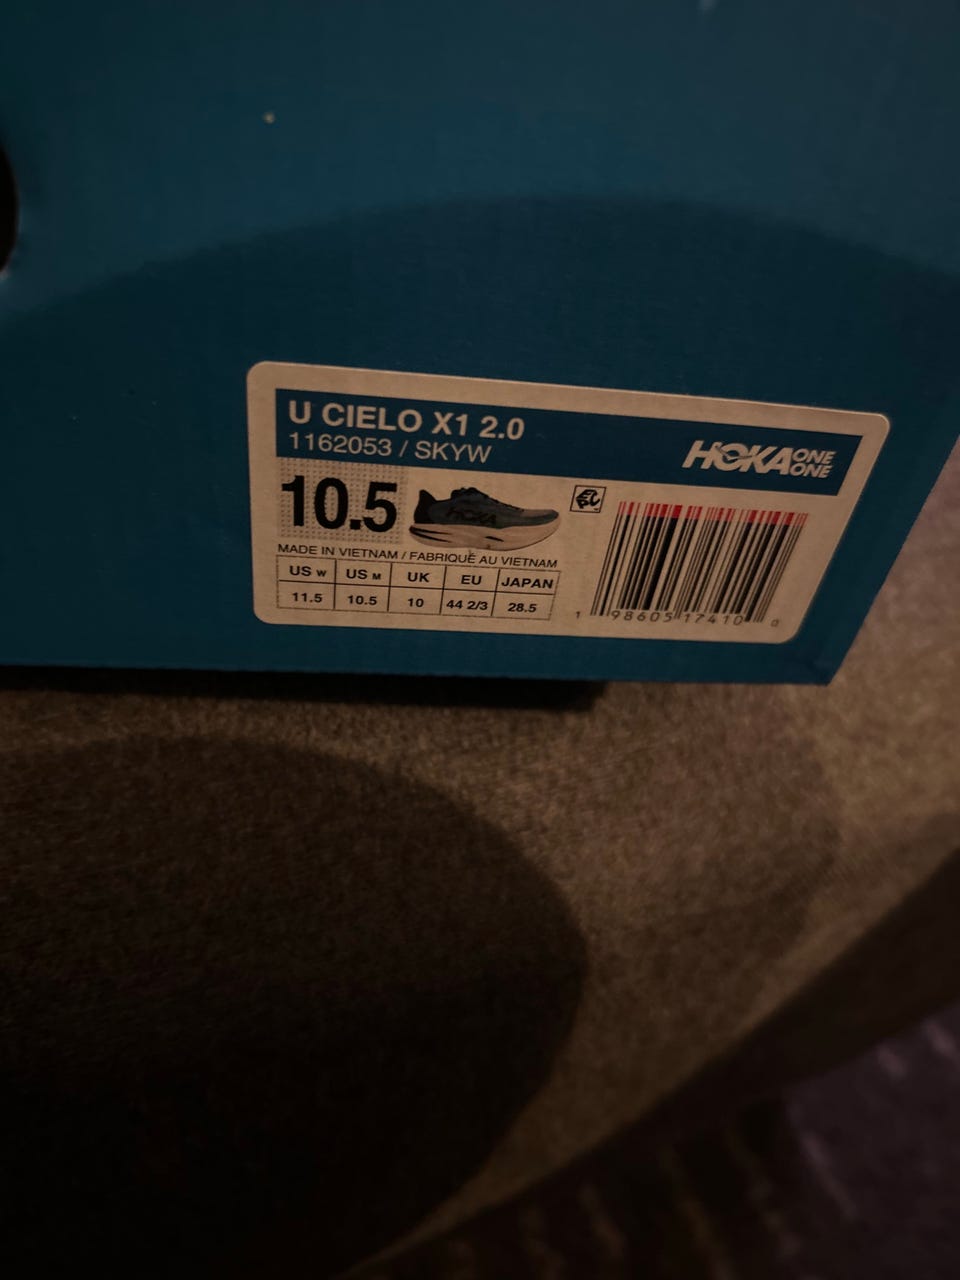 U CIELO X1 2.0
1162053 / SKYW
HOKA ONE ONE
10.5
HOKA
MADE IN VIETNAM / FABRIQUÉ AU VIETNAM
US W US M UK EU JAPAN
11.5 10.5 10 44 2/3 28.5
1 98605 17410 0